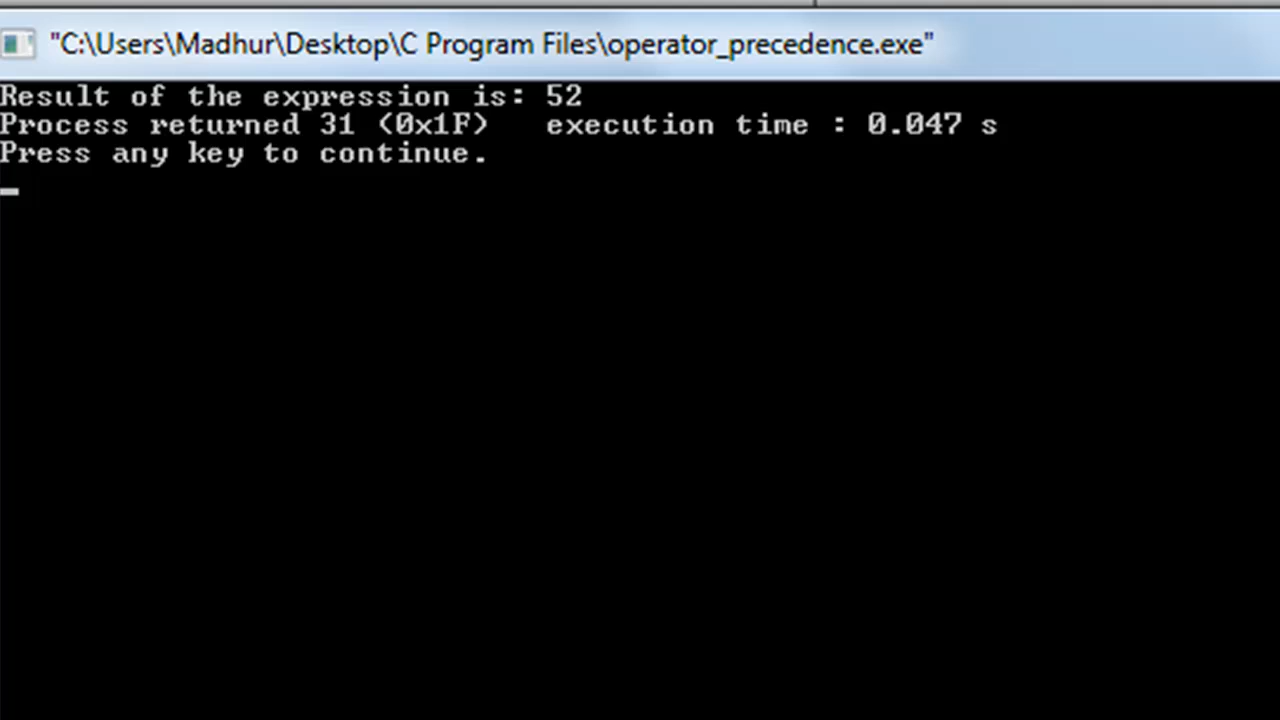 "C:\Users\Madhur\Desktop\C Program Files\operator_precedence.exe"
Result of the expression is: 52
Process returned 31 (0x1F)   execution time : 0.047 s
Press any key to continue.